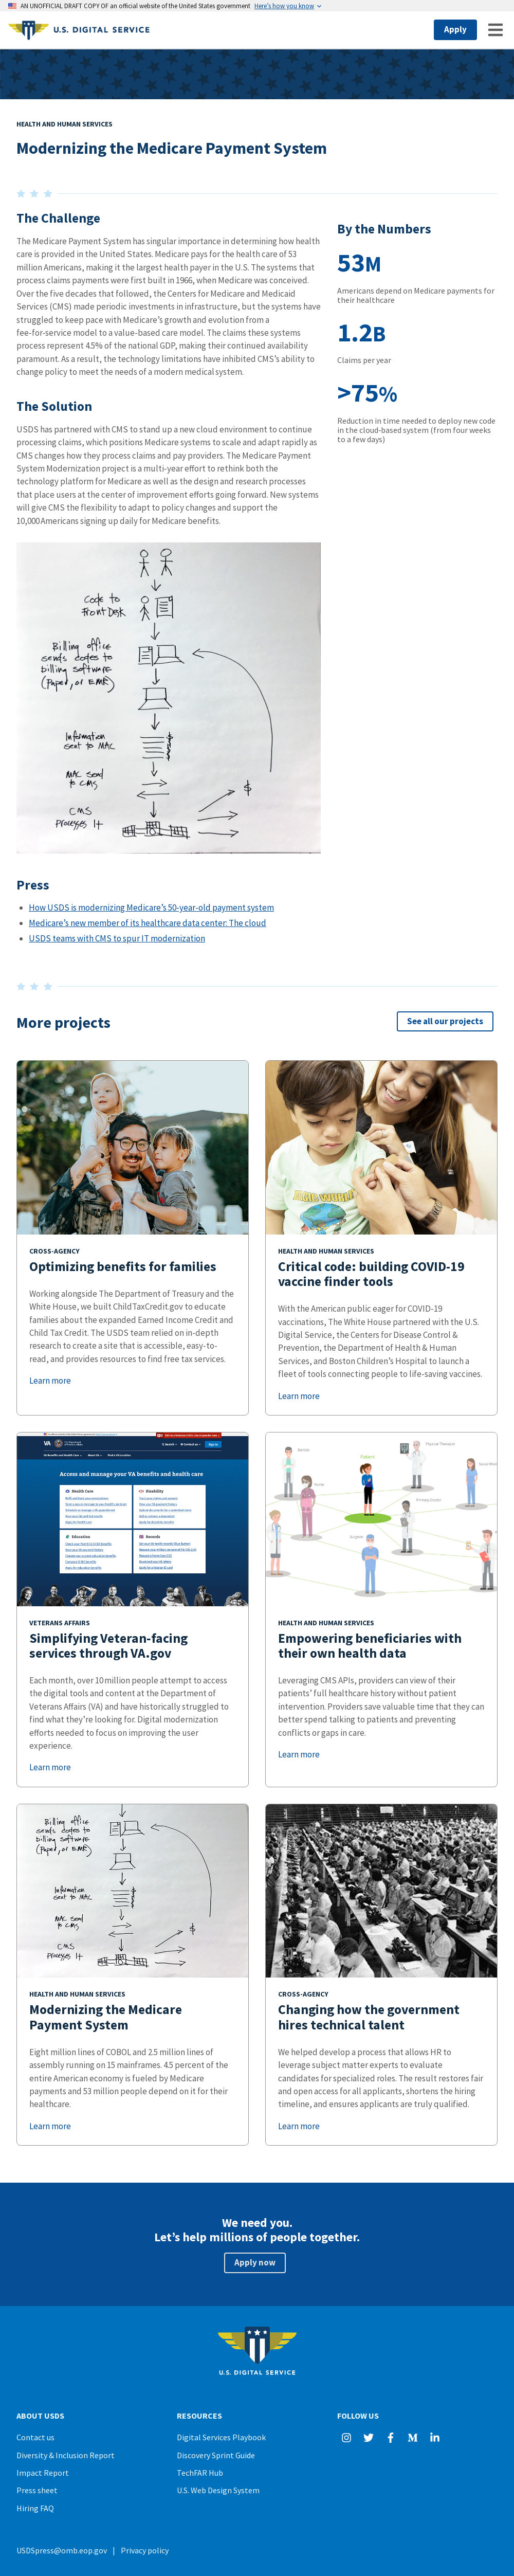 AN UNOFFICIAL DRAFT COPY OF an official website of the United States government Here's how you know
U.S. DIGITAL SERVICE
Apply
HEALTH AND HUMAN SERVICES
Modernizing the Medicare Payment System
The Challenge
The Medicare Payment System has singular importance in determining how health
care is provided in the United States. Medicare pays for the health care of 53
million Americans, making it the largest health payer in the U.S. The systems that
process claims payments were first built in 1966, when Medicare was conceived.
Over the five decades that followed, the Centers for Medicare and Medicaid
Services (CMS) made periodic investments in infrastructure, but the systems have
struggled to keep pace with Medicare's growth and evolution from a
fee-for-service model to a value-based care model. The claims these systems
process represent 4.5% of the national GDP, making their continued availability
paramount. As a result, the technology limitations have inhibited CMS's ability to
change policy to meet the needs of a modern medical system.
The Solution
USDS has partnered with CMS to stand up a new cloud environment to continue
processing claims, which positions Medicare systems to scale and adapt rapidly as
CMS changes how they process claims and pay providers. The Medicare Payment
System Modernization project is a multi-year effort to rethink both the
technology platform for Medicare as well as the design and research processes
that place users at the center of improvement efforts going forward. New systems
will give CMS the flexibility to adapt to policy changes and support the
10,000 Americans signing up daily for Medicare benefits.
By the Numbers
53M
Americans depend on Medicare payments for
their healthcare
1.2B
Claims per year
>75%
Reduction in time needed to deploy new code
in the cloud-based system (from four weeks
to a few days)
Code to
Front Desk
Billing office
sends codes to
billing software
(Paper, or EMR)
Information
sent to MAC
MAC send
to CMS
CMS
Processes It
$
Press
How USDS is modernizing Medicare's 50-year-old payment system
Medicare's new member of its healthcare data center: The cloud
USDS teams with CMS to spur IT modernization
More projects
See all our projects
CROSS-AGENCY
Optimizing benefits for families
Working alongside The Department of Treasury and the
White House, we built ChildTaxCredit.gov to educate
families about the expanded Earned Income Credit and
Child Tax Credit. The USDS team relied on in-depth
research to create a site that is accessible, easy-to-
read, and provides resources to find free tax services.
Learn more
HEALTH AND HUMAN SERVICES
Critical code: building COVID-19
vaccine finder tools
With the American public eager for COVID-19
vaccinations, The White House partnered with the U.S.
Digital Service, the Centers for Disease Control &
Prevention, the Department of Health & Human
Services, and Boston Children's Hospital to launch a
fleet of tools connecting people to life-saving vaccines.
Learn more
VA
Access and manage your VA benefits and health care
Health Care
Disability
Education
Records
VETERANS AFFAIRS
Simplifying Veteran-facing
services through VA.gov
Each month, over 10 million people attempt to access
the digital tools and content at the Department of
Veterans Affairs (VA) and have historically struggled to
find what they're looking for. Digital modernization
efforts needed to focus on improving the user
experience.
Learn more
Patient
HEALTH AND HUMAN SERVICES
Empowering beneficiaries with
their own health data
Leveraging CMS APIs, providers can view of their
patients' full healthcare history without patient
intervention. Providers save valuable time that they can
better spend talking to patients and preventing
conflicts or gaps in care.
Learn more
Billing office
sends codes to
billing software
(Paper, or EMR)
Information
sent to MAC
MAC send
to CMS
CMS
Processes It
$
HEALTH AND HUMAN SERVICES
Modernizing the Medicare
Payment System
Eight million lines of COBOL and 2.5 million lines of
assembly running on 15 mainframes. 4.5 percent of the
entire American economy is fueled by Medicare
payments and 53 million people depend on it for their
healthcare.
Learn more
CROSS-AGENCY
Changing how the government
hires technical talent
We helped develop a process that allows HR to
leverage subject matter experts to evaluate
candidates for specialized roles. The result restores fair
and open access for all applicants, shortens the hiring
timeline, and ensures applicants are truly qualified.
Learn more
We need you.
Let's help millions of people together.
Apply now
U.S. DIGITAL SERVICE
ABOUT USDS
Contact us
Diversity & Inclusion Report
Impact Report
Press sheet
Hiring FAQ
RESOURCES
Digital Services Playbook
Discovery Sprint Guide
TechFAR Hub
U.S. Web Design System
FOLLOW US
USDSpress@omb.eop.gov | Privacy policy